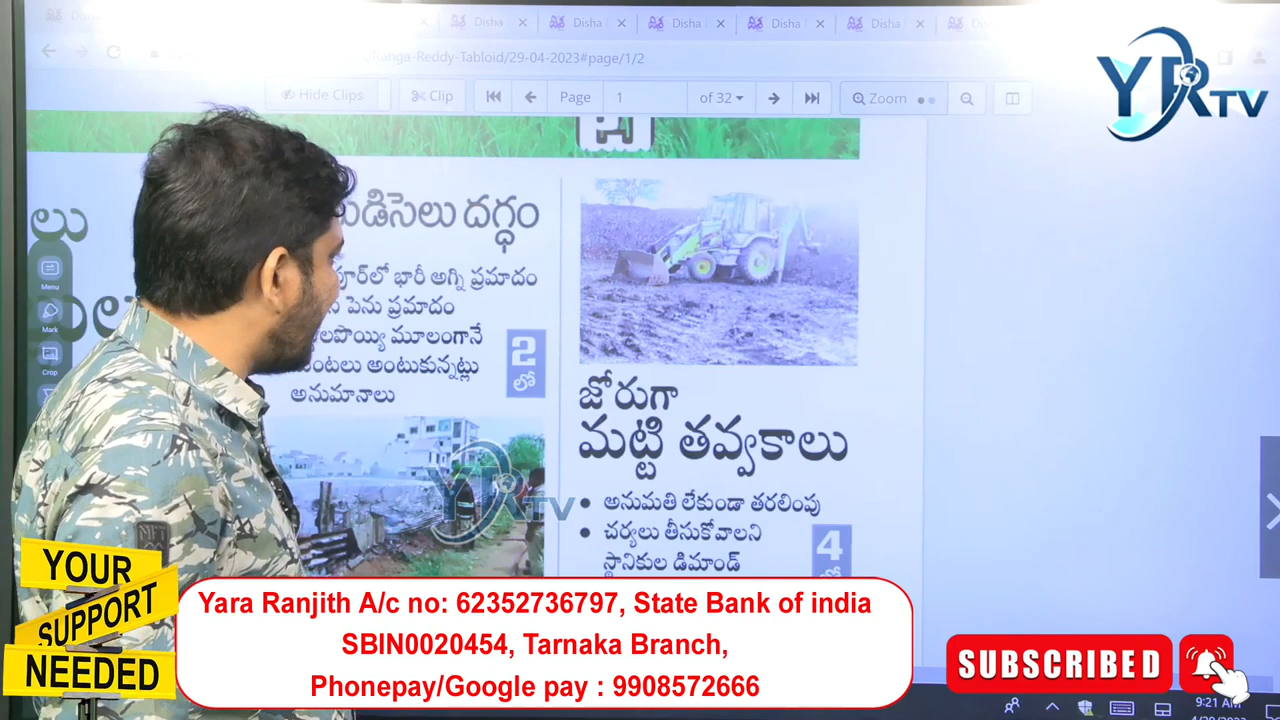 Disha
Disha
Disha
Disha
Disha
Ranga-Reddy-Tabloid/29-04-2023#page/1/2
Hide Clips
Clip
Page
1
of 32
Zoom
YRTV
లు
గుడిసెలు దగ్ధం
పూర్‌లో భారీ అగ్ని ప్రమాదం
పెను ప్రమాదం
మూలంగానే
మంటలు అంటుకున్నట్లు
అనుమానాలు
2
లో
జోరుగా
మట్టి తవ్వకాలు
• అనుమతి లేకుండా తరలింపు
• చర్యలు తీసుకోవాలని
స్థానికుల డిమాండ్
4
Menu
Mark
Crop
YRTV
YOUR
SUPPORT
NEEDED
Yara Ranjith A/c no: 62352736797, State Bank of india
SBIN0020454, Tarnaka Branch,
Phonepay/Google pay : 9908572666
SUBSCRIBED
9:21 AM